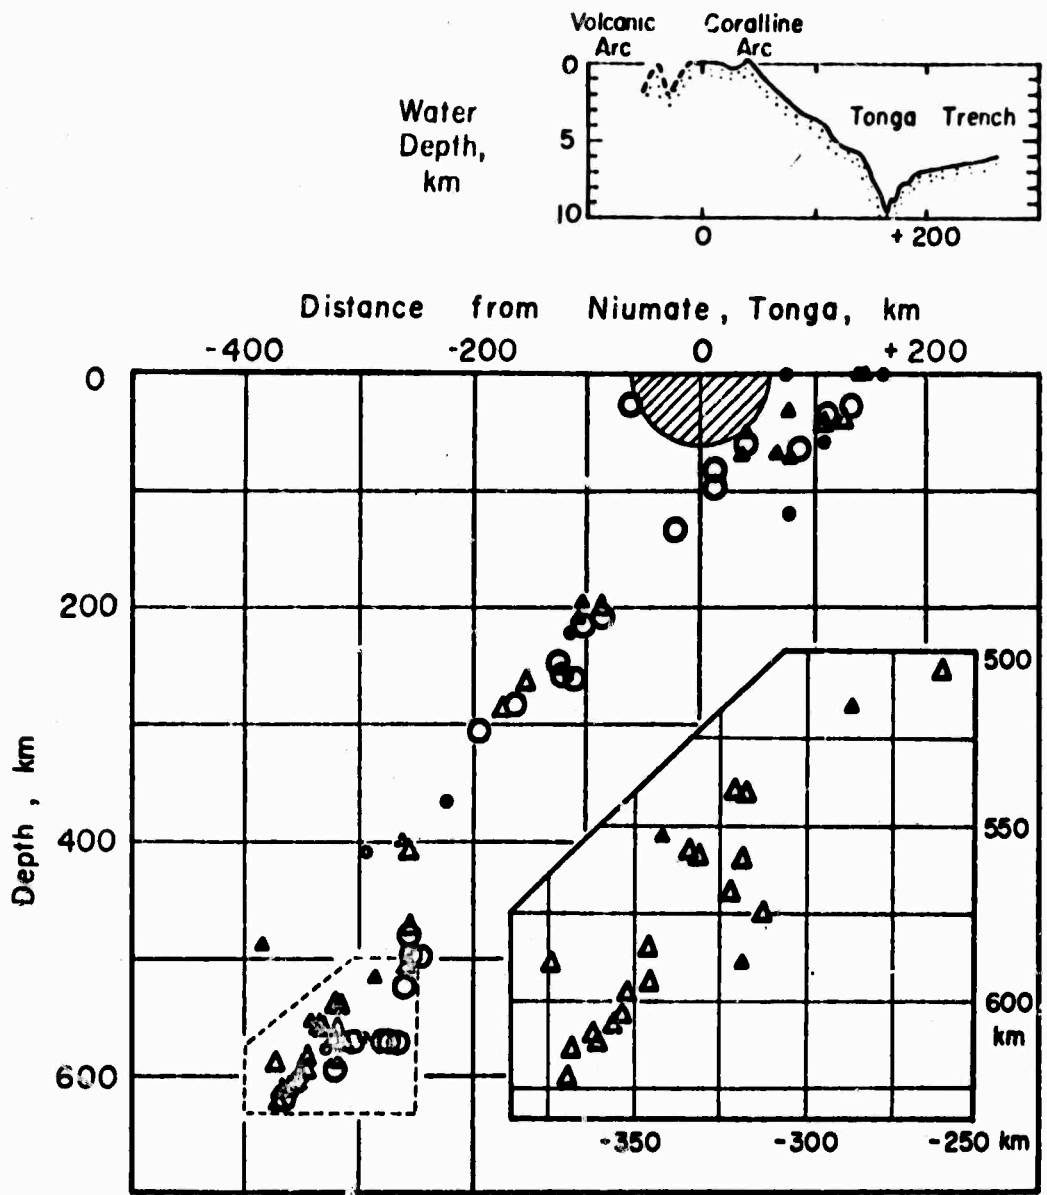 Volcanic Coralline
Arc Arc
Water
Depth,
km
0
5
10
Tonga Trench
0 +200
Distance from Niumate, Tonga, km
-400 -200 0 +200
0
200
400
600
Depth, km
500
550
600
km
-350 -300 -250 km